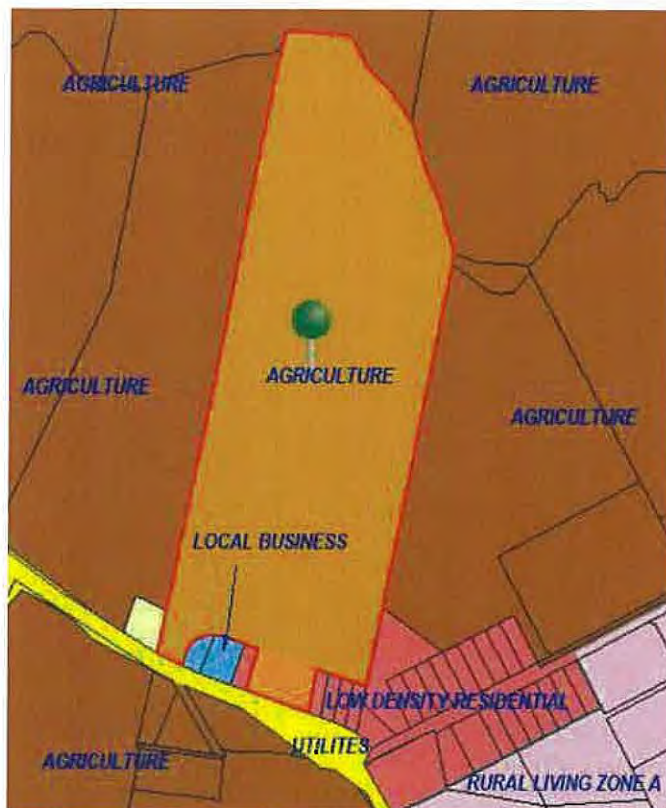 AGRICULTURE
AGRICULTURE
AGRICULTURE
AGRICULTURE
AGRICULTURE
LOCAL BUSINESS
LOW DENSITY RESIDENTIAL
UTILITES
AGRICULTURE
RURAL LIVING ZONE A